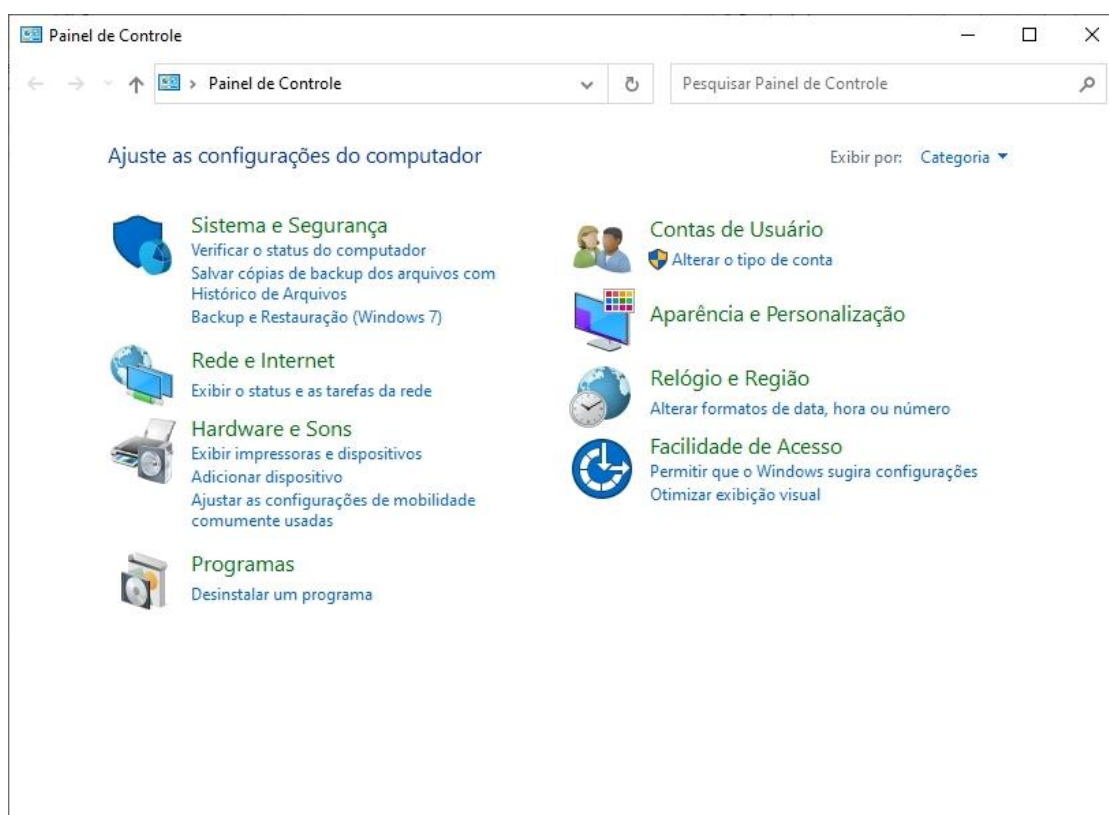 Painel de Controle
Painel de Controle
Pesquisar Painel de Controle
Ajuste as configurações do computador
Exibir por: Categoria
Sistema e Segurança
Verificar o status do computador
Salvar cópias de backup dos arquivos com
Histórico de Arquivos
Backup e Restauração (Windows 7)
Rede e Internet
Exibir o status e as tarefas da rede
Hardware e Sons
Exibir impressoras e dispositivos
Adicionar dispositivo
Ajustar as configurações de mobilidade
comumente usadas
Programas
Desinstalar um programa
Contas de Usuário
Alterar o tipo de conta
Aparência e Personalização
Relógio e Região
Alterar formatos de data, hora ou número
Facilidade de Acesso
Permitir que o Windows sugira configurações
Otimizar exibição visual